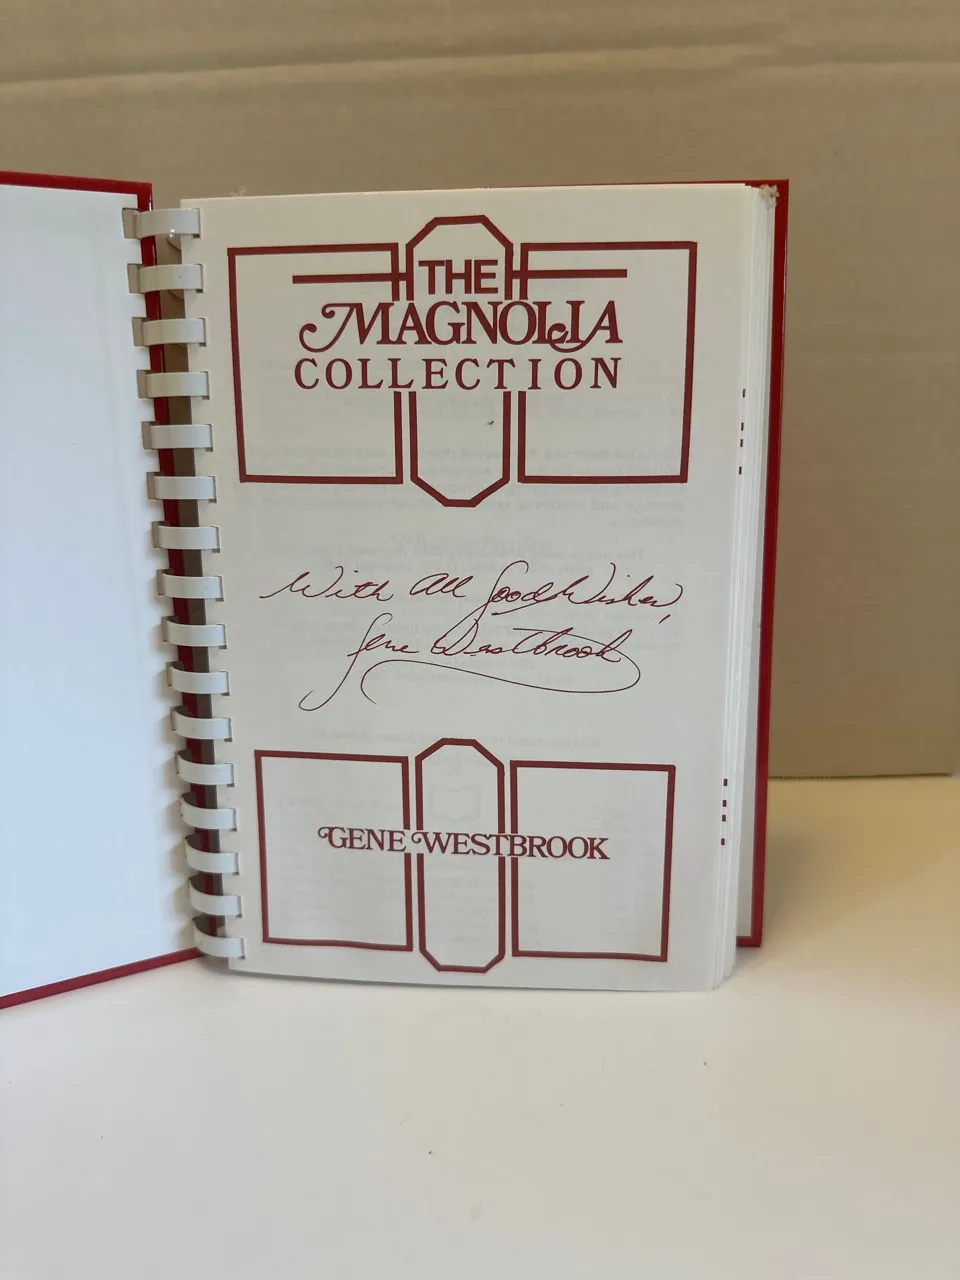 THE
MAGNOLIA
COLLECTION
With All Good Wishes,
Gene Westbrook
GENE WESTBROOK